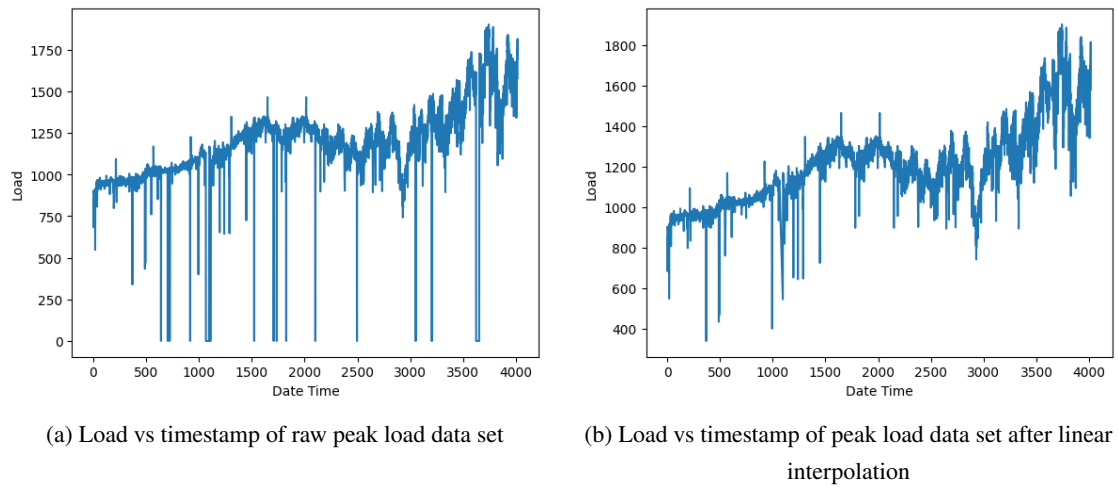 1750
1500
1250
1000
750
500
250
0
Load
0 500 1000 1500 2000 2500 3000 3500 4000
Date Time
(a) Load vs timestamp of raw peak load data set
1800
1600
1400
1200
1000
800
600
400
Load
0 500 1000 1500 2000 2500 3000 3500 4000
Date Time
(b) Load vs timestamp of peak load data set after linear
interpolation